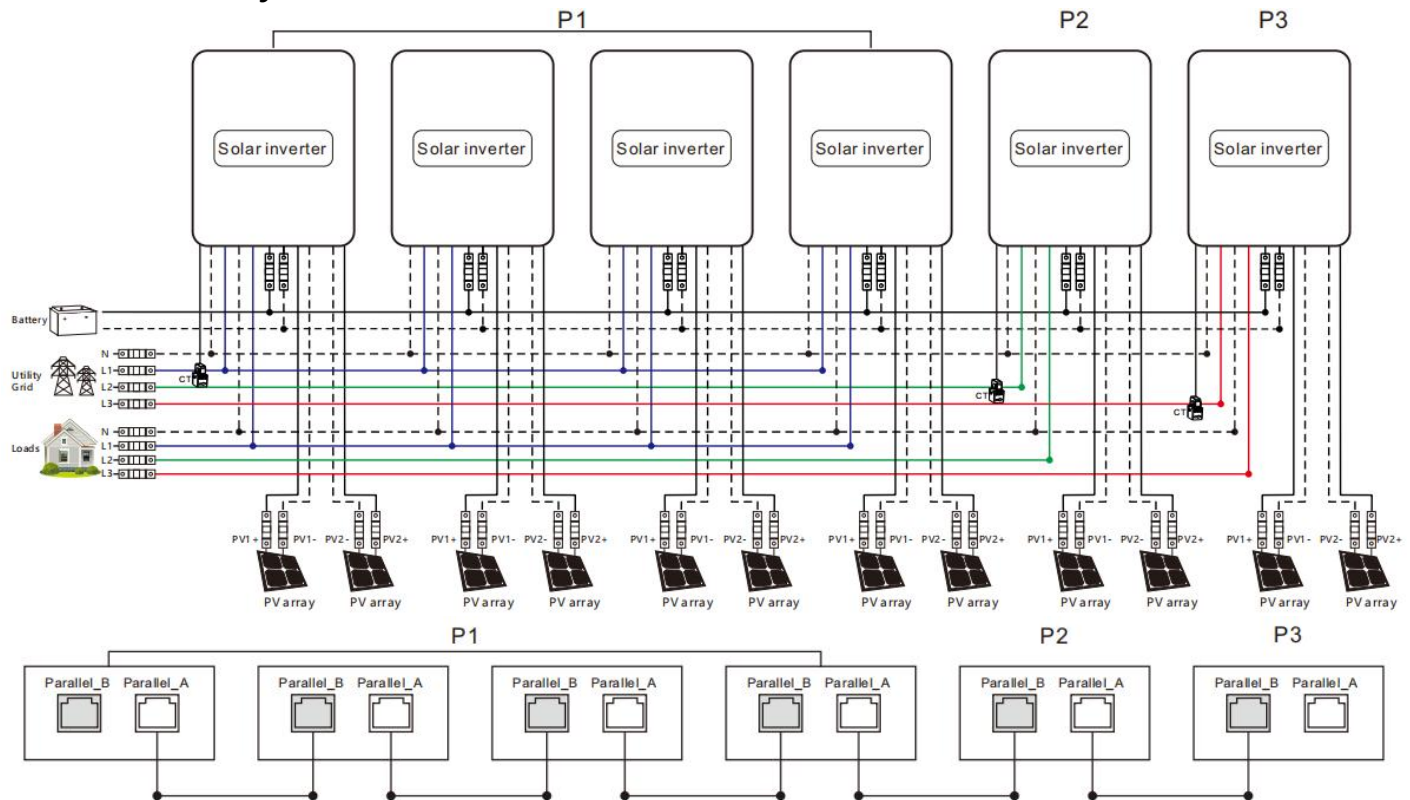 P1 P2 P3
Solar inverter Solar inverter Solar inverter Solar inverter Solar inverter Solar inverter
Battery
N
Utility Grid
L1
CT
L2
CT
L3
CT
N
Loads
L1
L2
L3
PV1+ PV1- PV2- PV2+ PV1+ PV1- PV2- PV2+ PV1+ PV1- PV2- PV2+ PV1+ PV1- PV2- PV2+ PV1+ PV1- PV2- PV2+ PV1+ PV1- PV2- PV2+
PV array PV array PV array PV array PV array PV array PV array PV array PV array PV array PV array PV array
P1 P2 P3
Parallel_B Parallel_A Parallel_B Parallel_A Parallel_B Parallel_A Parallel_B Parallel_A Parallel_B Parallel_A Parallel_B Parallel_A